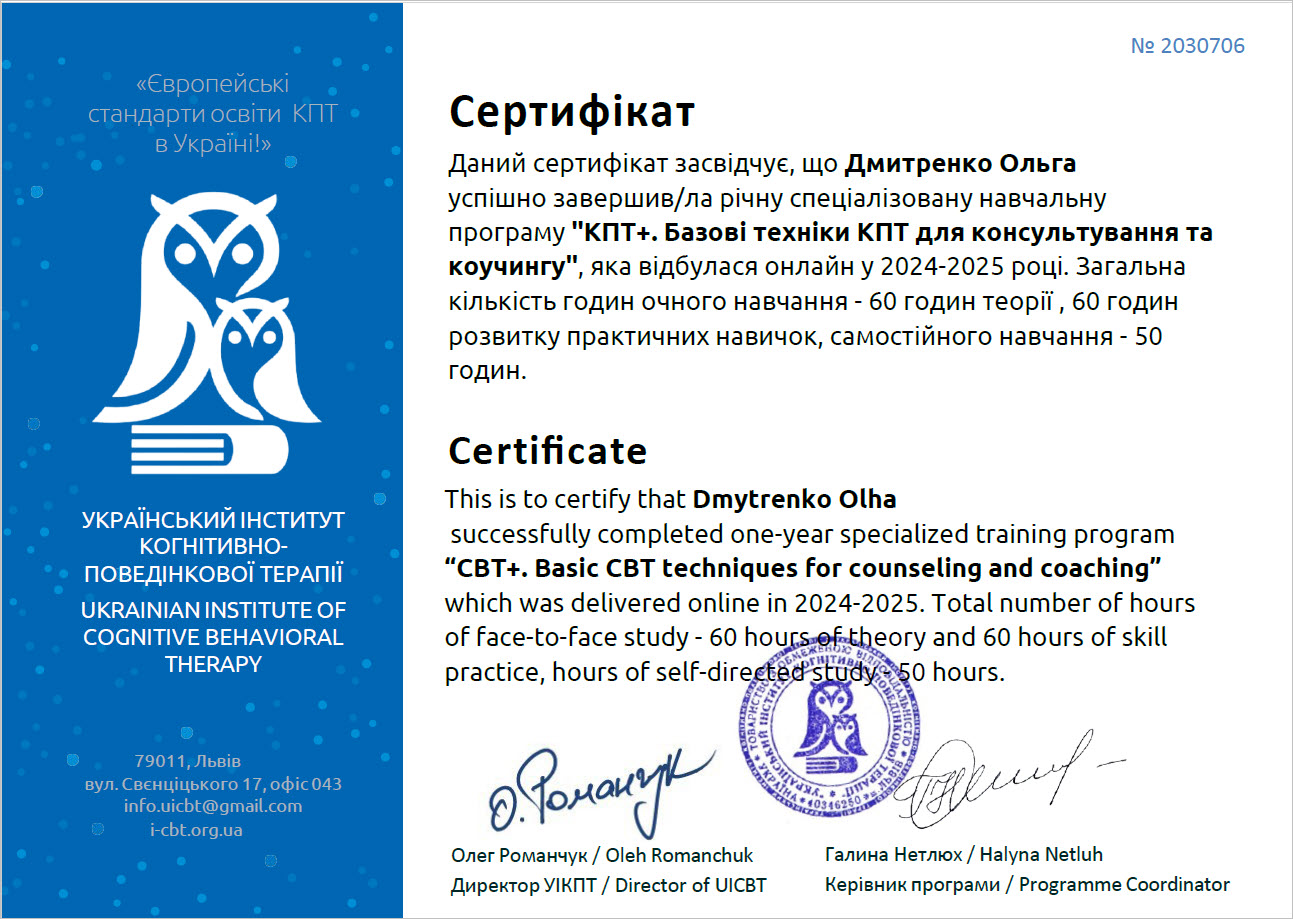 № 2030706
«Європейські
стандарти освіти КПТ
в Україні!»
УКРАЇНСЬКИЙ ІНСТИТУТ
КОГНІТИВНО-
ПОВЕДІНКОВОЇ ТЕРАПІЇ
UKRAINIAN INSTITUTE OF
COGNITIVE BEHAVIORAL
THERAPY
79011, Львів
вул. Свєнціцького 17, офіс 043
info.uicbt@gmail.com
i-cbt.org.ua
Сертифікат
Даний сертифікат засвідчує, що Дмитренко Ольга
успішно завершив/ла річну спеціалізовану навчальну
програму "КПТ+. Базові техніки КПТ для консультування та
коучингу", яка відбулася онлайн у 2024-2025 році. Загальна
кількість годин очного навчання - 60 годин теорії , 60 годин
розвитку практичних навичок, самостійного навчання - 50
годин.
Certificate
This is to certify that Dmytrenko Olha
successfully completed one-year specialized training program
“CBT+. Basic CBT techniques for counseling and coaching”
which was delivered online in 2024-2025. Total number of hours
of face-to-face study - 60 hours of theory and 60 hours of skill
practice, hours of self-directed study - 50 hours.
О. Романчук
Олег Романчук / Oleh Romanchuk
Директор УІКПТ / Director of UICBT
Галина Нетлюх / Halyna Netluh
Керівник програми / Programme Coordinator